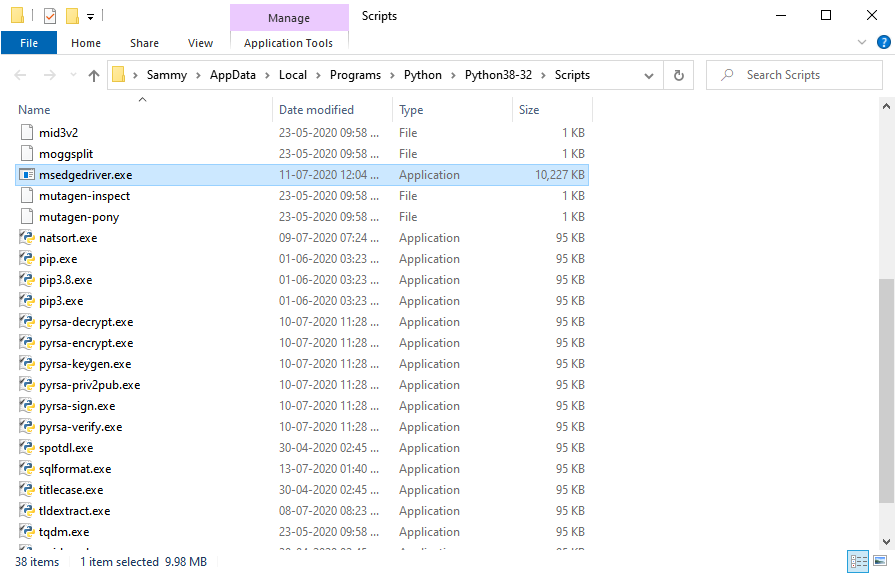 Manage Scripts
File Home Share View Application Tools
Sammy AppData Local Programs Python Python38-32 Scripts Search Scripts
Name Date modified Type Size
mid3v2 23-05-2020 09:58 ... File 1 KB
moggsplit 23-05-2020 09:58 ... File 1 KB
msedgedriver.exe 11-07-2020 12:04 ... Application 10,227 KB
mutagen-inspect 23-05-2020 09:58 ... File 1 KB
mutagen-pony 23-05-2020 09:58 ... File 1 KB
natsort.exe 09-07-2020 07:24 ... Application 95 KB
pip.exe 01-06-2020 03:23 ... Application 95 KB
pip3.8.exe 01-06-2020 03:23 ... Application 95 KB
pip3.exe 01-06-2020 03:23 ... Application 95 KB
pyrsa-decrypt.exe 10-07-2020 11:28 ... Application 95 KB
pyrsa-encrypt.exe 10-07-2020 11:28 ... Application 95 KB
pyrsa-keygen.exe 10-07-2020 11:28 ... Application 95 KB
pyrsa-priv2pub.exe 10-07-2020 11:28 ... Application 95 KB
pyrsa-sign.exe 10-07-2020 11:28 ... Application 95 KB
pyrsa-verify.exe 10-07-2020 11:28 ... Application 95 KB
spotdl.exe 30-04-2020 02:45 ... Application 95 KB
sqlformat.exe 13-07-2020 01:40 ... Application 95 KB
titlecase.exe 30-04-2020 02:45 ... Application 95 KB
tldextract.exe 08-07-2020 08:23 ... Application 95 KB
tqdm.exe 23-05-2020 09:58 ... Application 95 KB
38 items 1 item selected 9.98 MB